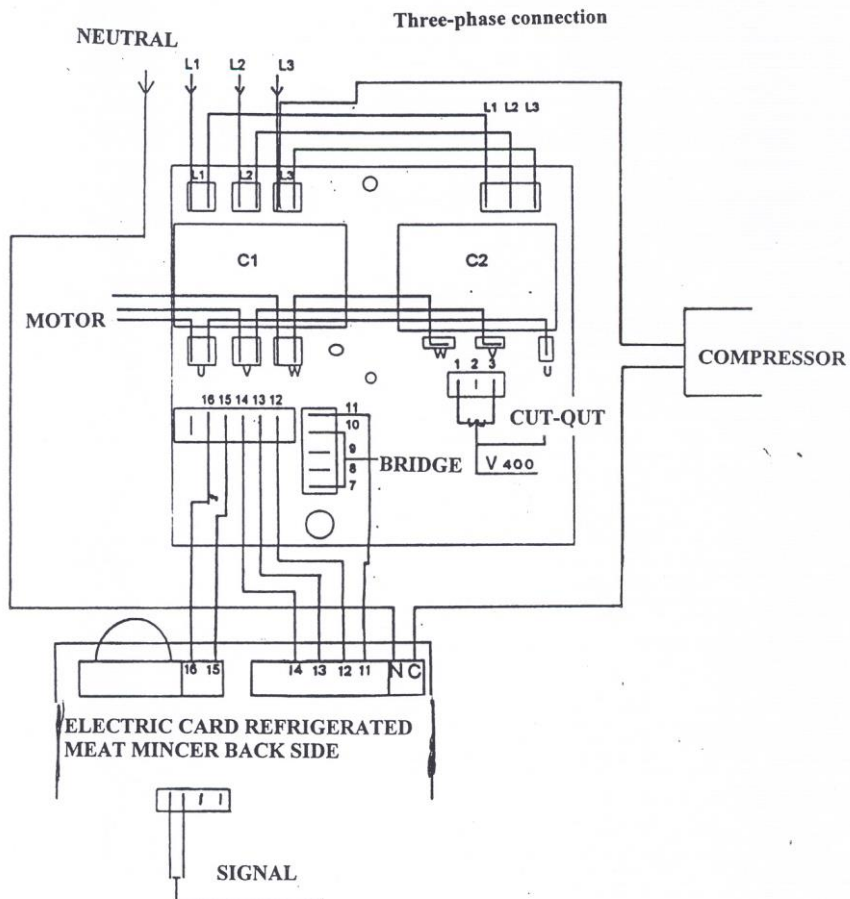 Three-phase connection
NEUTRAL
L1 L2 L3
L1 L2 L3
L1 L2 L3
C1 C2
MOTOR
U V W W V U
COMPRESSOR
1 2 3
CUT-QUT
V 400
16 15 14 13 12
11
10
9
8
7
BRIDGE
16 15 14 13 12 11 N C
ELECTRIC CARD REFRIGERATED
MEAT MINCER BACK SIDE
SIGNAL